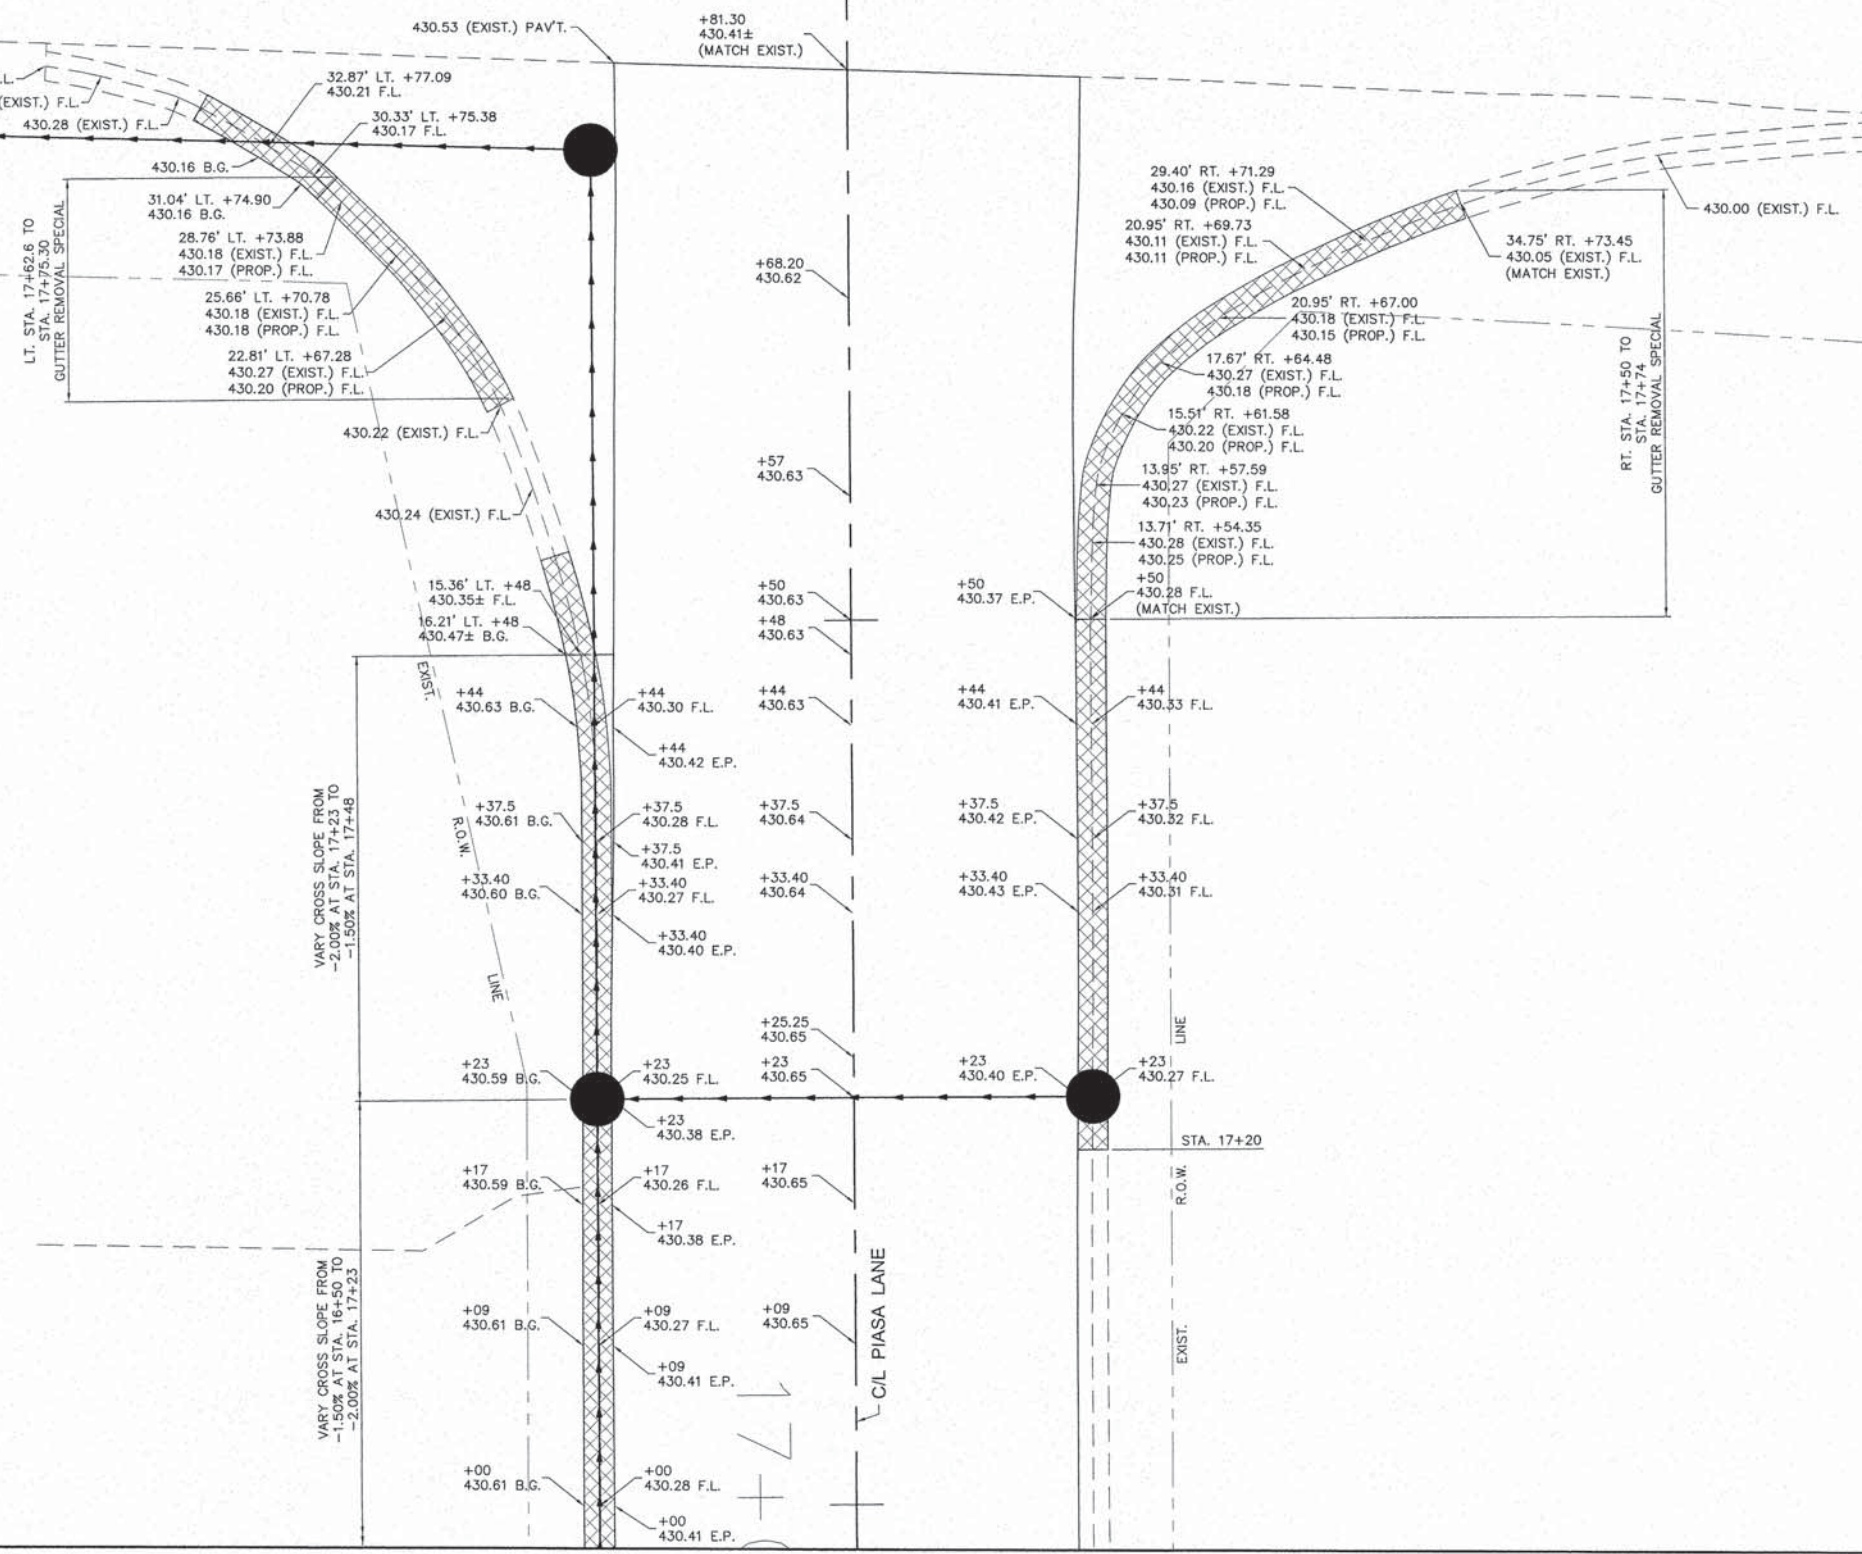 430.53 (EXIST.) PAV'T.
+81.30
430.41±
(MATCH EXIST.)
(EXIST.) F.L.
430.28 (EXIST.) F.L.
32.87' LT. +77.09
430.21 F.L.
30.33' LT. +75.38
430.17 F.L.
430.16 B.G.
31.04' LT. +74.90
430.16 B.G.
28.76' LT. +73.88
430.18 (EXIST.) F.L.
430.17 (PROP.) F.L.
25.66' LT. +70.78
430.18 (EXIST.) F.L.
430.18 (PROP.) F.L.
22.81' LT. +67.28
430.27 (EXIST.) F.L.
430.20 (PROP.) F.L.
LT. STA. 17+62.6 TO
STA. 17+75.30
GUTTER REMOVAL SPECIAL
430.22 (EXIST.) F.L.
430.24 (EXIST.) F.L.
15.36' LT. +48
430.35± F.L.
16.21' LT. +48
430.47± B.G.
EXIST.
R.O.W.
LINE
+44
430.63 B.G.
+44
430.30 F.L.
+44
430.42 E.P.
+37.5
430.61 B.G.
+37.5
430.28 F.L.
+37.5
430.41 E.P.
+33.40
430.60 B.G.
+33.40
430.27 F.L.
+33.40
430.40 E.P.
VARY CROSS SLOPE FROM
-2.00% AT STA. 17+23 TO
-1.50% AT STA. 17+48
+23
430.59 B.G.
+23
430.25 F.L.
+23
430.38 E.P.
+17
430.59 B.G.
+17
430.26 F.L.
+17
430.38 E.P.
VARY CROSS SLOPE FROM
-1.50% AT STA. 16+50 TO
-2.00% AT STA. 17+23
+09
430.61 B.G.
+09
430.27 F.L.
+09
430.41 E.P.
+00
430.61 B.G.
+00
430.28 F.L.
+00
430.41 E.P.
+68.20
430.62
+57
430.63
+50
430.63
+48
430.63
+44
430.63
+37.5
430.64
+33.40
430.64
+25.25
430.65
+23
430.65
+17
430.65
+09
430.65
C/L PIASA LANE
17+
29.40' RT. +71.29
430.16 (EXIST.) F.L.
430.09 (PROP.) F.L.
20.95' RT. +69.73
430.11 (EXIST.) F.L.
430.11 (PROP.) F.L.
430.00 (EXIST.) F.L.
34.75' RT. +73.45
430.05 (EXIST.) F.L.
(MATCH EXIST.)
20.95' RT. +67.00
430.18 (EXIST.) F.L.
430.15 (PROP.) F.L.
17.67' RT. +64.48
430.27 (EXIST.) F.L.
430.18 (PROP.) F.L.
15.51' RT. +61.58
430.22 (EXIST.) F.L.
430.20 (PROP.) F.L.
13.95' RT. +57.59
430.27 (EXIST.) F.L.
430.23 (PROP.) F.L.
13.71' RT. +54.35
430.28 (EXIST.) F.L.
430.25 (PROP.) F.L.
RT. STA. 17+50 TO
STA. 17+74
GUTTER REMOVAL SPECIAL
+50
430.37 E.P.
+50
430.28 F.L.
(MATCH EXIST.)
+44
430.41 E.P.
+44
430.33 F.L.
+37.5
430.42 E.P.
+37.5
430.32 F.L.
+33.40
430.43 E.P.
+33.40
430.31 F.L.
+23
430.40 E.P.
+23
430.27 F.L.
STA. 17+20
LINE
R.O.W.
EXIST.